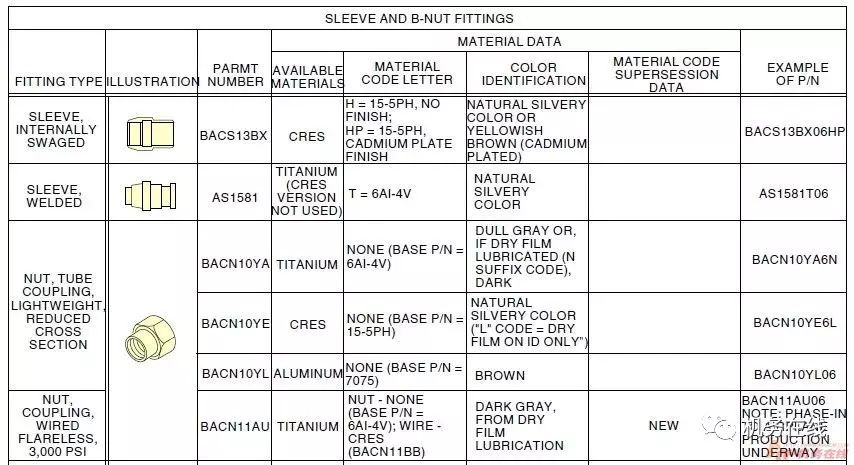 SLEEVE AND B-NUT FITTINGS
FITTING TYPE
ILLUSTRATION
PARMT
NUMBER
MATERIAL DATA
AVAILABLE
MATERIALS
MATERIAL
CODE LETTER
COLOR
IDENTIFICATION
MATERIAL CODE
SUPERSESSION
DATA
EXAMPLE
OF P/N
SLEEVE,
INTERNALLY
SWAGED
BACS13BX
CRES
H = 15-5PH, NO
FINISH;
HP = 15-5PH,
CADMIUM PLATE
FINISH
NATURAL SILVERY
COLOR OR
YELLOWISH
BROWN (CADMIUM
PLATED)
BACS13BX06HP
SLEEVE,
WELDED
AS1581
TITANIUM
(CRES
VERSION
NOT USED)
T = 6AI-4V
NATURAL
SILVERY
COLOR
AS1581T06
NUT, TUBE
COUPLING,
LIGHTWEIGHT,
REDUCED
CROSS
SECTION
BACN10YA
TITANIUM
NONE (BASE P/N =
6AI-4V)
DULL GRAY OR,
IF DRY FILM
LUBRICATED (N
SUFFIX CODE),
DARK
BACN10YA6N
BACN10YE
CRES
NONE (BASE P/N
= 15-5PH)
NATURAL
SILVERY COLOR
("L" CODE = DRY
FILM ON ID ONLY")
BACN10YE6L
BACN10YL
ALUMINUM
NONE (BASE P/N =
7075)
BROWN
BACN10YL06
NUT,
COUPLING,
WIRED
FLARELESS,
3,000 PSI
BACN11AU
TITANIUM
NUT - NONE
(BASE P/N =
6AI-4V); WIRE -
CRES
(BACN11BB)
DARK GRAY,
FROM DRY
FILM
LUBRICATION
NEW
BACN11AU06
NOTE: PHASE-IN
PRODUCTION
UNDERWAY
机务在线